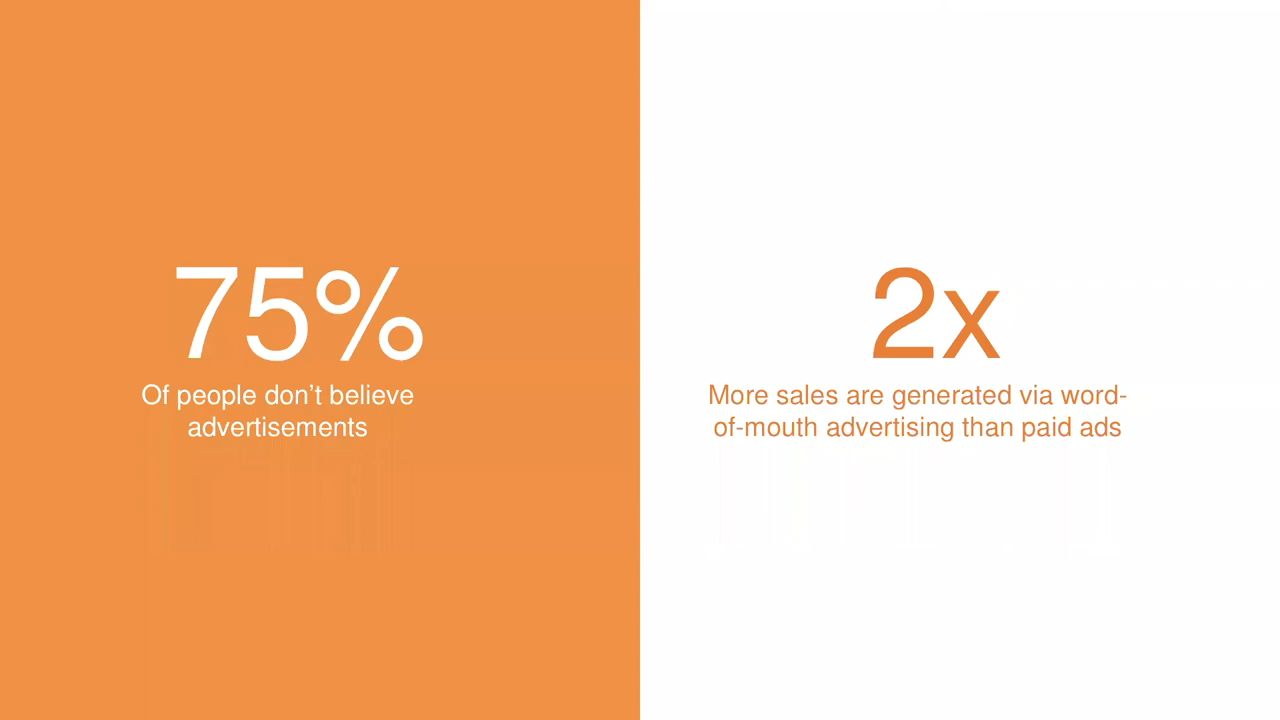 75%
Of people don’t believe
advertisements
2x
More sales are generated via word-
of-mouth advertising than paid ads